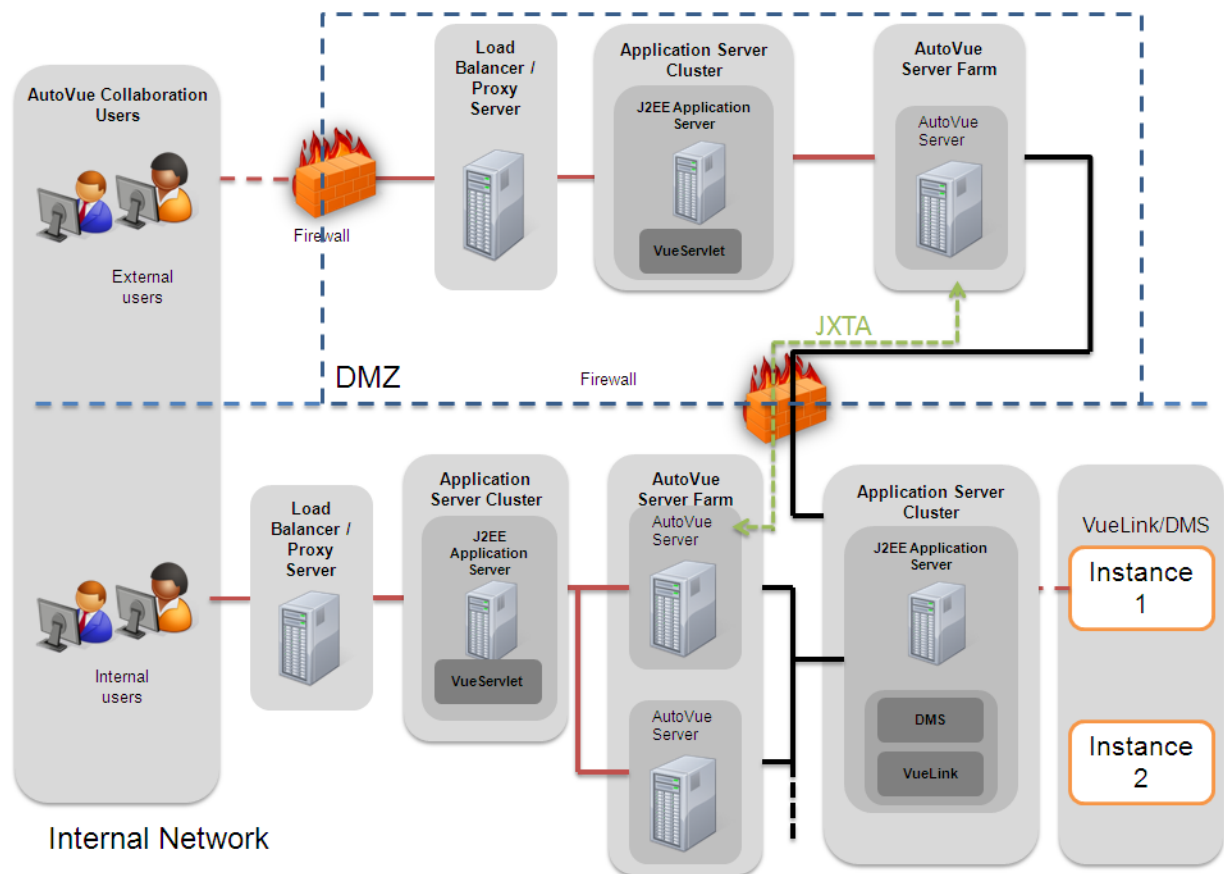 AutoVue Collaboration
Users
External
users
Internal
users
Firewall
Load
Balancer /
Proxy
Server
Application Server
Cluster
J2EE Application
Server
VueServlet
AutoVue
Server Farm
AutoVue
Server
JXTA
DMZ
Firewall
Load
Balancer /
Proxy
Server
Application
Server Cluster
J2EE
Application
Server
VueServlet
AutoVue
Server Farm
AutoVue
Server
AutoVue
Server
Application Server
Cluster
J2EE Application
Server
DMS
VueLink
VueLink/DMS
Instance
1
Instance
2
Internal Network